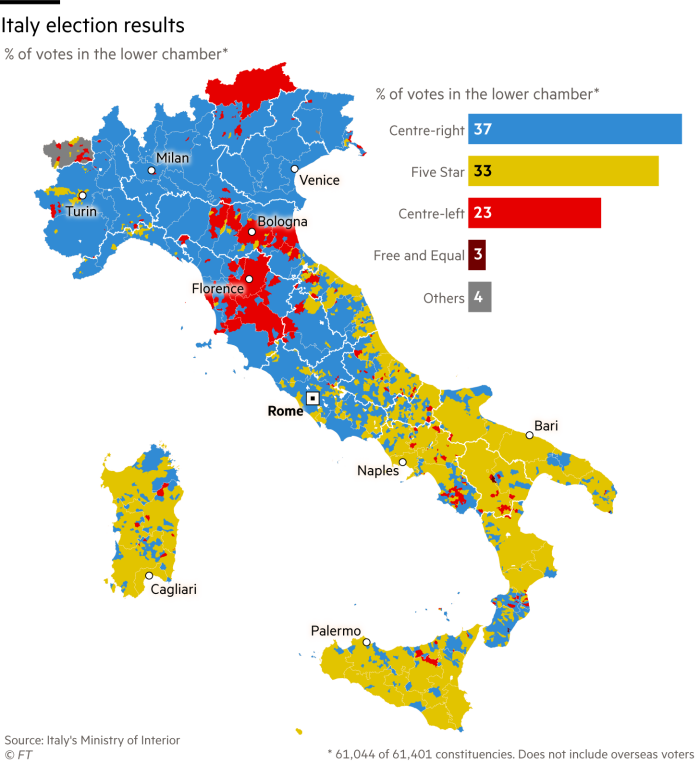 Italy election results
% of votes in the lower chamber*
% of votes in the lower chamber*
Centre-right 37
Five Star 33
Centre-left 23
Free and Equal 3
Others 4
Milan
Venice
Turin
Bologna
Florence
Rome
Bari
Naples
Cagliari
Palermo
Source: Italy's Ministry of Interior
© FT
* 61,044 of 61,401 constituencies. Does not include overseas voters